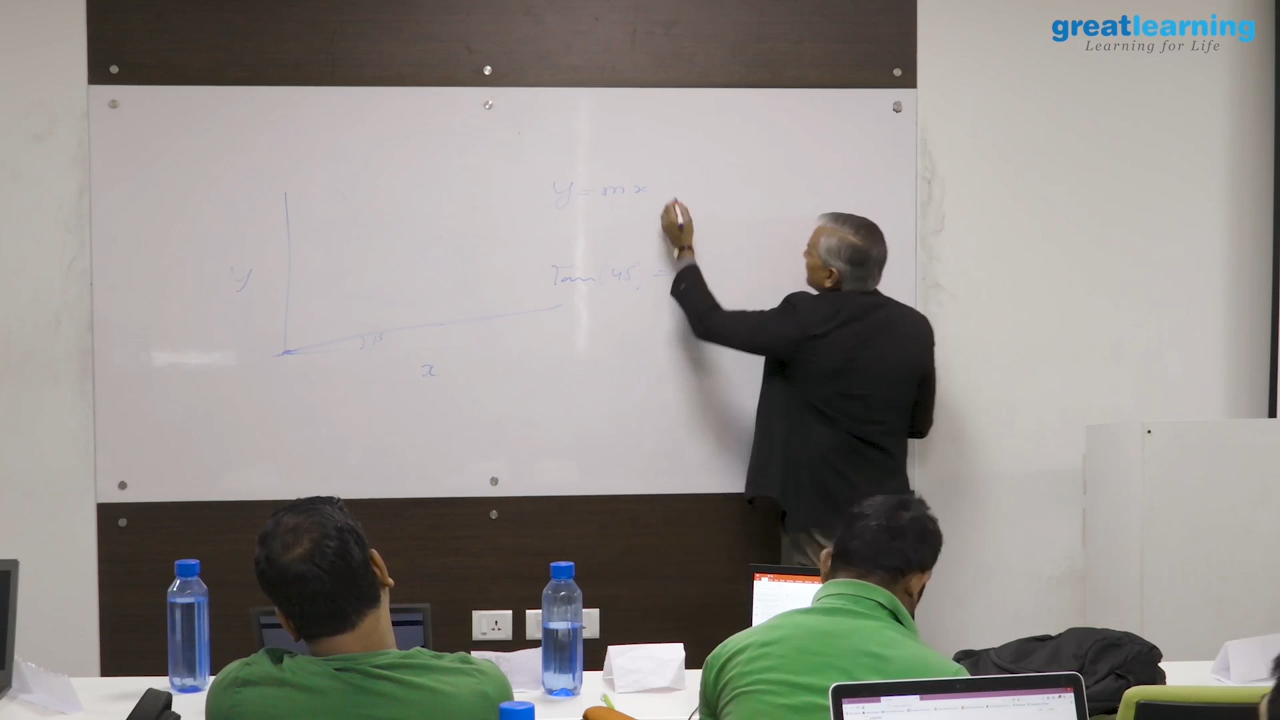 greatlearning
Learning for Life
y = mx
y
Tan 45 =
x